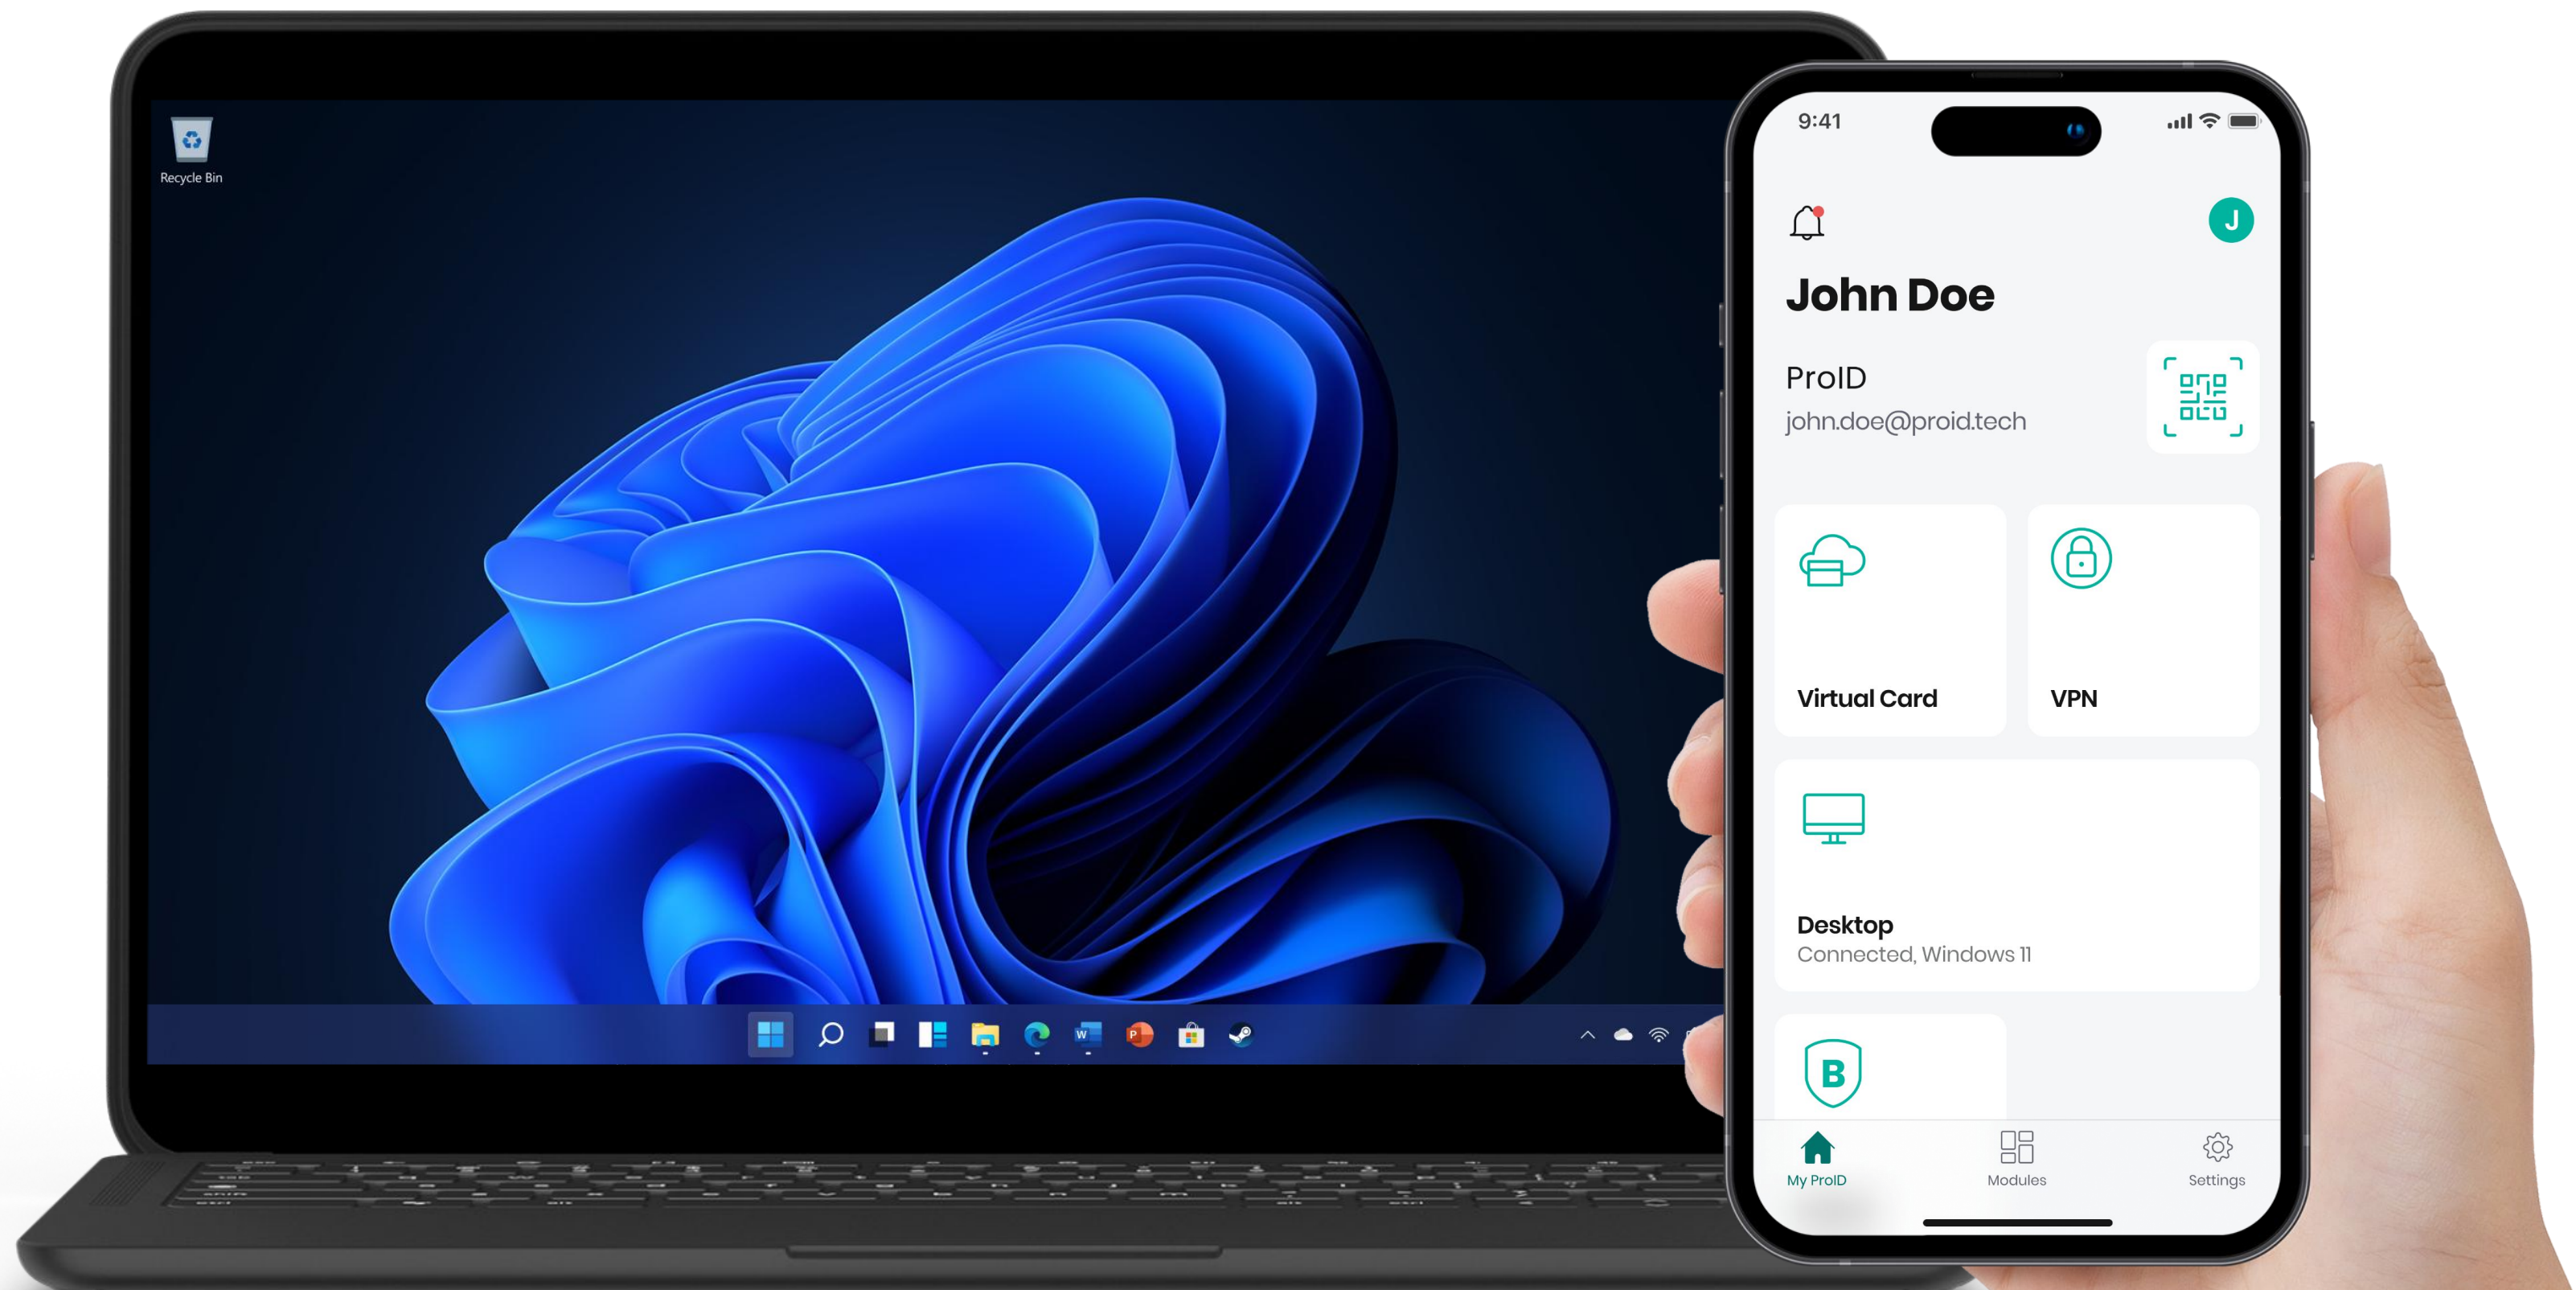 Recycle Bin
W
P
9:41
J
John Doe
ProID
john.doe@proid.tech
Virtual Card
VPN
Desktop
Connected, Windows 11
B
My ProID
Modules
Settings